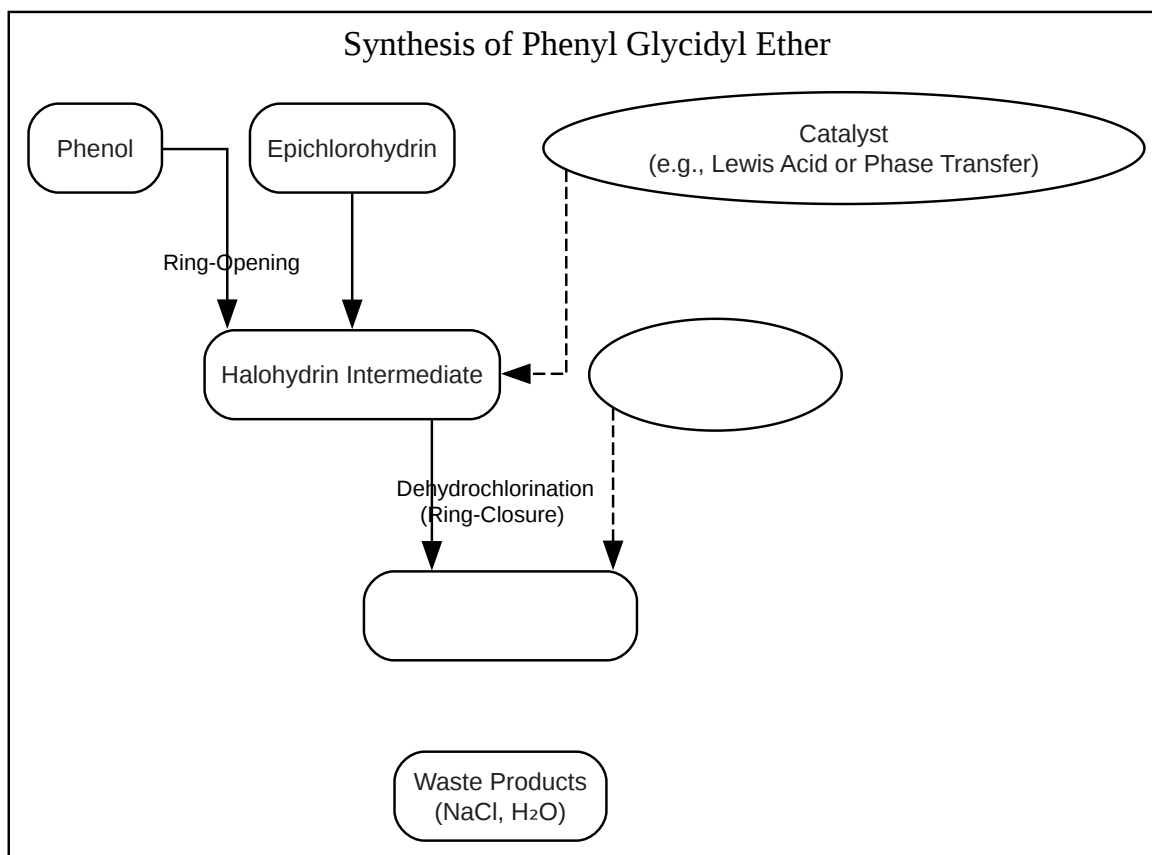 Synthesis of Phenyl Glycidyl Ether
Phenol
Epichlorohydrin
Catalyst
(e.g., Lewis Acid or Phase Transfer)
Ring-Opening
Halohydrin Intermediate
Dehydrochlorination
(Ring-Closure)
Waste Products
(NaCl, H₂O)